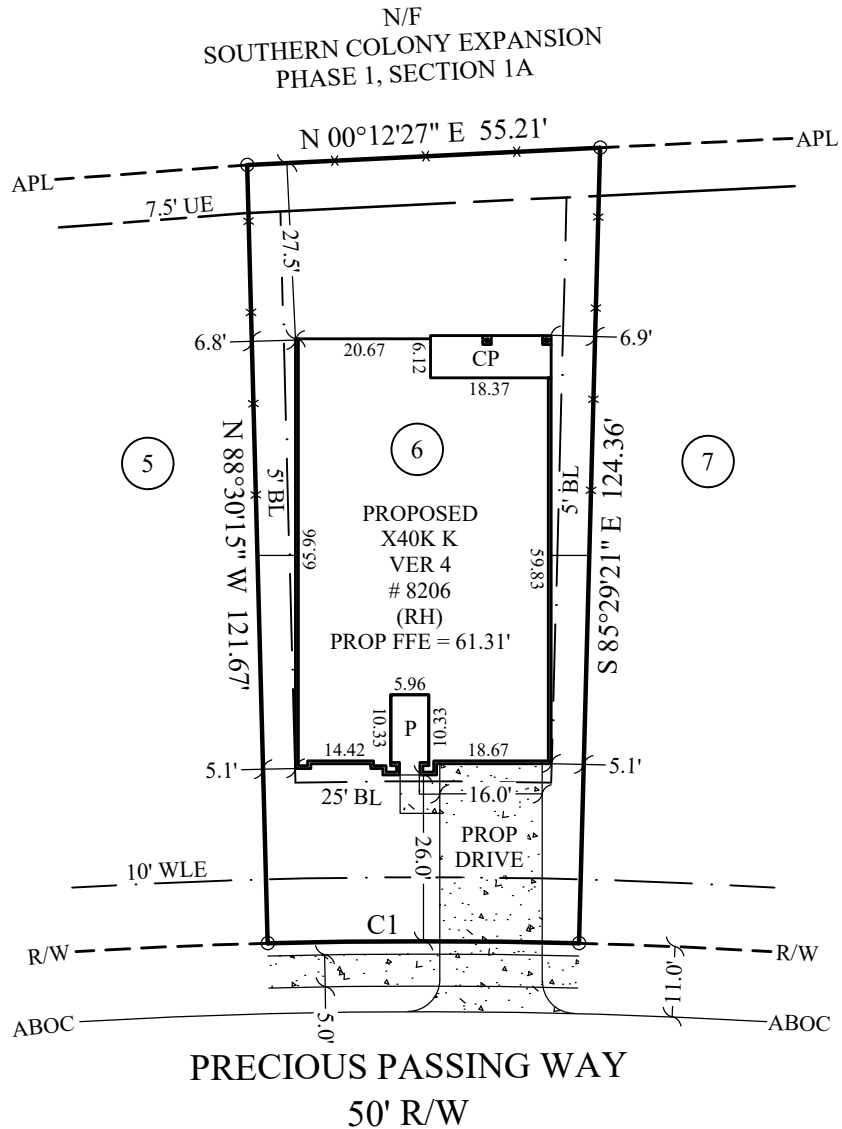 N/F
SOUTHERN COLONY EXPANSION
PHASE 1, SECTION 1A
N 00°12'27" E 55.21'
APL
APL
7.5' UE
27.5'
6.8'
20.67
6.12
CP
18.37
6.9'
5
6
7
N 88°30'15" W 121.67'
5' BL
96.59
PROPOSED
X40K K
VER 4
# 8206
(RH)
PROP FFE = 61.31'
59.83
5' BL
S 85°29'21" E 124.36'
5.96
10.33
P
10.33
14.42
18.67
5.1'
5.1'
25' BL
16.0'
26.0'
PROP
DRIVE
10' WLE
C1
R/W
R/W
11.0'
5.0'
ABOC
ABOC
PRECIOUS PASSING WAY
50' R/W